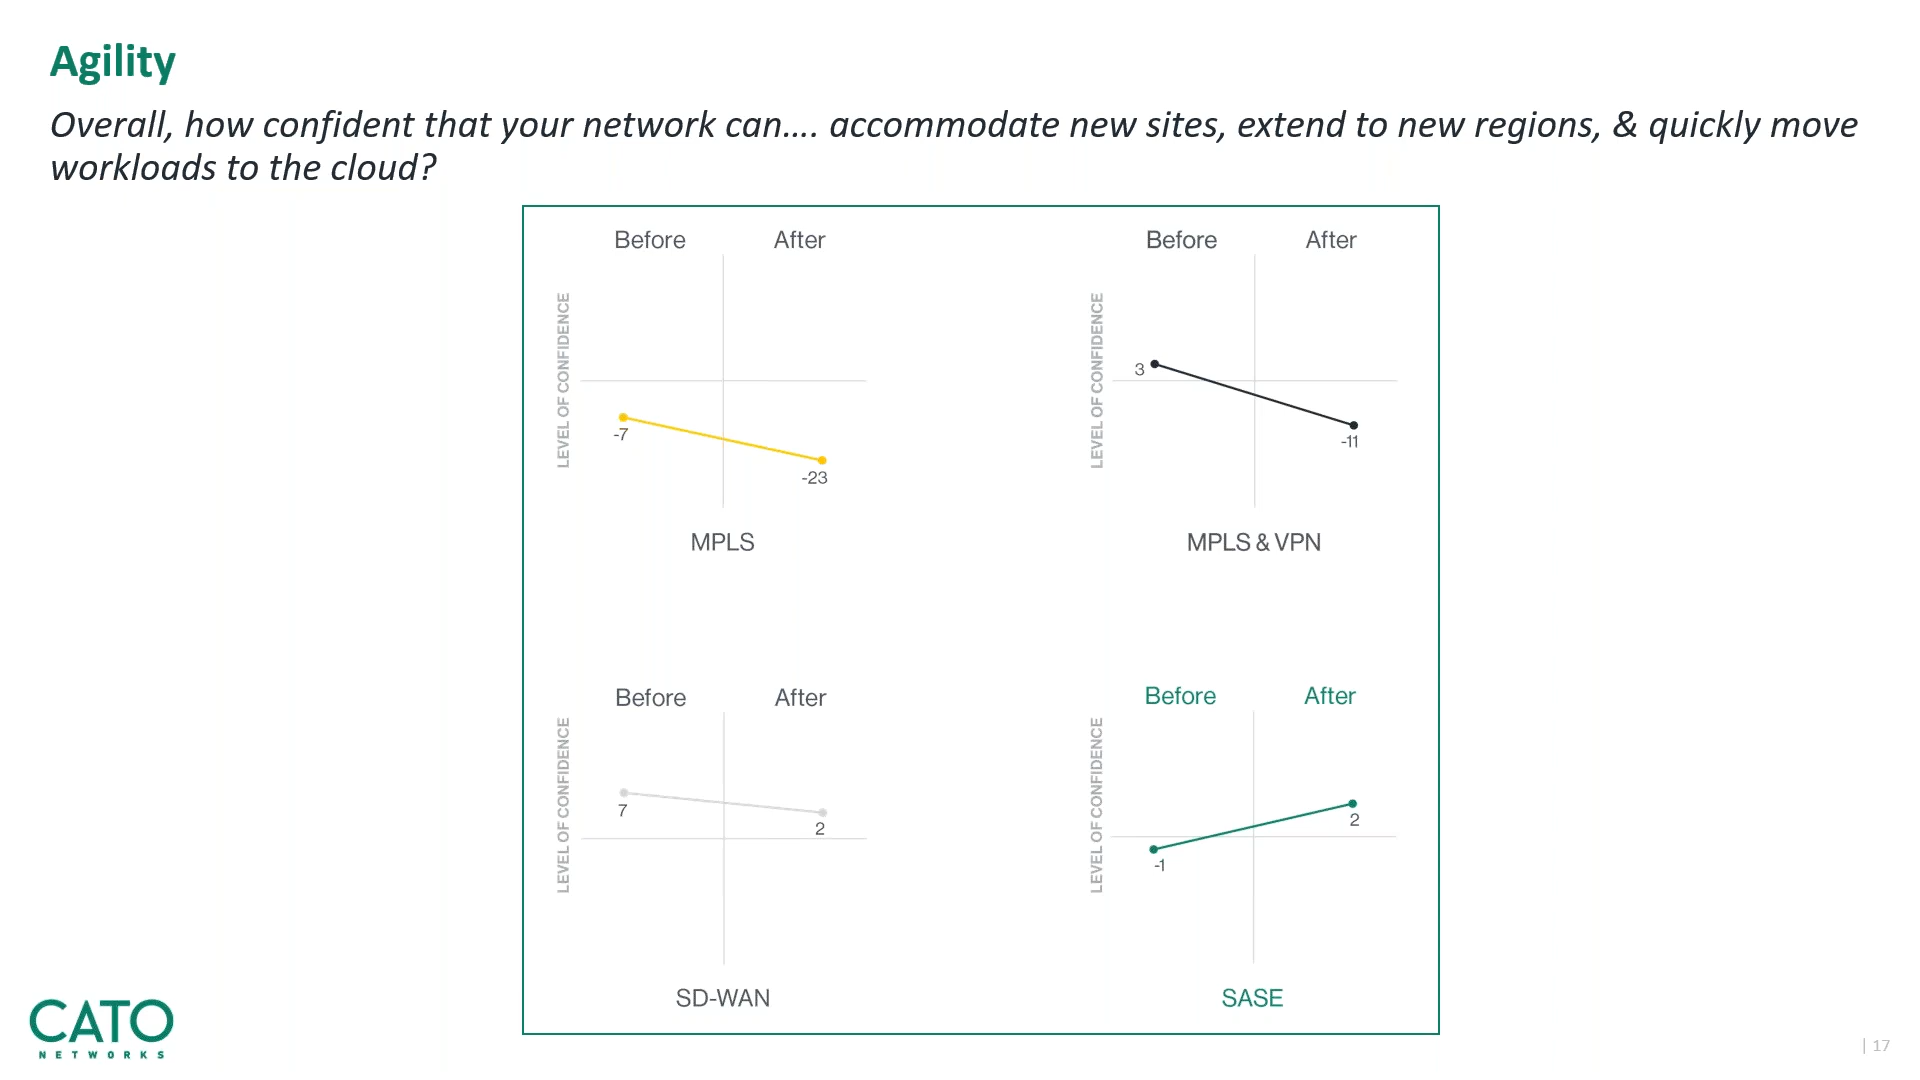 Agility
Overall, how confident that your network can.... accommodate new sites, extend to new regions, & quickly move
workloads to the cloud?
Before After
LEVEL OF CONFIDENCE
-7
-23
MPLS
Before After
LEVEL OF CONFIDENCE
3
-11
MPLS & VPN
Before After
LEVEL OF CONFIDENCE
7
2
SD-WAN
Before After
LEVEL OF CONFIDENCE
2
-1
SASE
CATO
NETWORKS
| 17